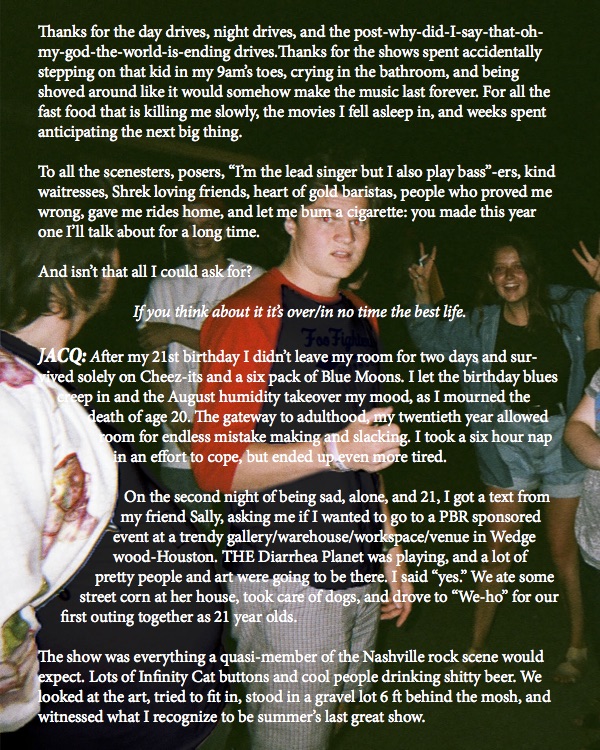 Thanks for the day drives, night drives, and the post-why-did-I-say-that-oh-
my-god-the-world-is-ending drives.Thanks for the shows spent accidentally
stepping on that kid in my 9am's toes, crying in the bathroom, and being
shoved around like it would somehow make the music last forever. For all the
fast food that is killing me slowly, the movies I fell asleep in, and weeks spent
anticipating the next big thing.
To all the scenesters, posers, “I'm the lead singer but I also play bass”-ers, kind
waitresses, Shrek loving friends, heart of gold baristas, people who proved me
wrong, gave me rides home, and let me bum a cigarette: you made this year
one I'll talk about for a long time.
And isn't that all I could ask for?
If you think about it it's over/in no time the best life.
Foo Fighters
JACQ: After my 21st birthday I didn't leave my room for two days and sur-
vived solely on Cheez-its and a six pack of Blue Moons. I let the birthday blues
creep in and the August humidity takeover my mood, as I mourned the
death of age 20. The gateway to adulthood, my twentieth year allowed
room for endless mistake making and slacking. I took a six hour nap
in an effort to cope, but ended up even more tired.
On the second night of being sad, alone, and 21, I got a text from
my friend Sally, asking me if I wanted to go to a PBR sponsored
event at a trendy gallery/warehouse/workspace/venue in Wedge
wood-Houston. THE Diarrhea Planet was playing, and a lot of
pretty people and art were going to be there. I said “yes.” We ate some
street corn at her house, took care of dogs, and drove to “We-ho” for our
first outing together as 21 year olds.
The show was everything a quasi-member of the Nashville rock scene would
expect. Lots of Infinity Cat buttons and cool people drinking shitty beer. We
looked at the art, tried to fit in, stood in a gravel lot 6 ft behind the mosh, and
witnessed what I recognize to be summer's last great show.